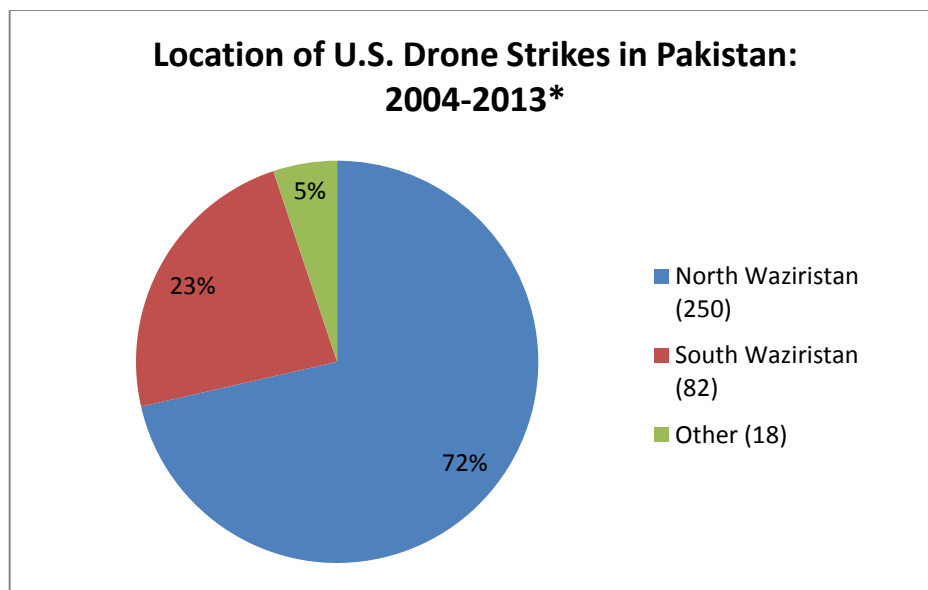 Location of U.S. Drone Strikes in Pakistan:
2004-2013*
5%
23%
72%
North Waziristan
(250)
South Waziristan
(82)
Other (18)